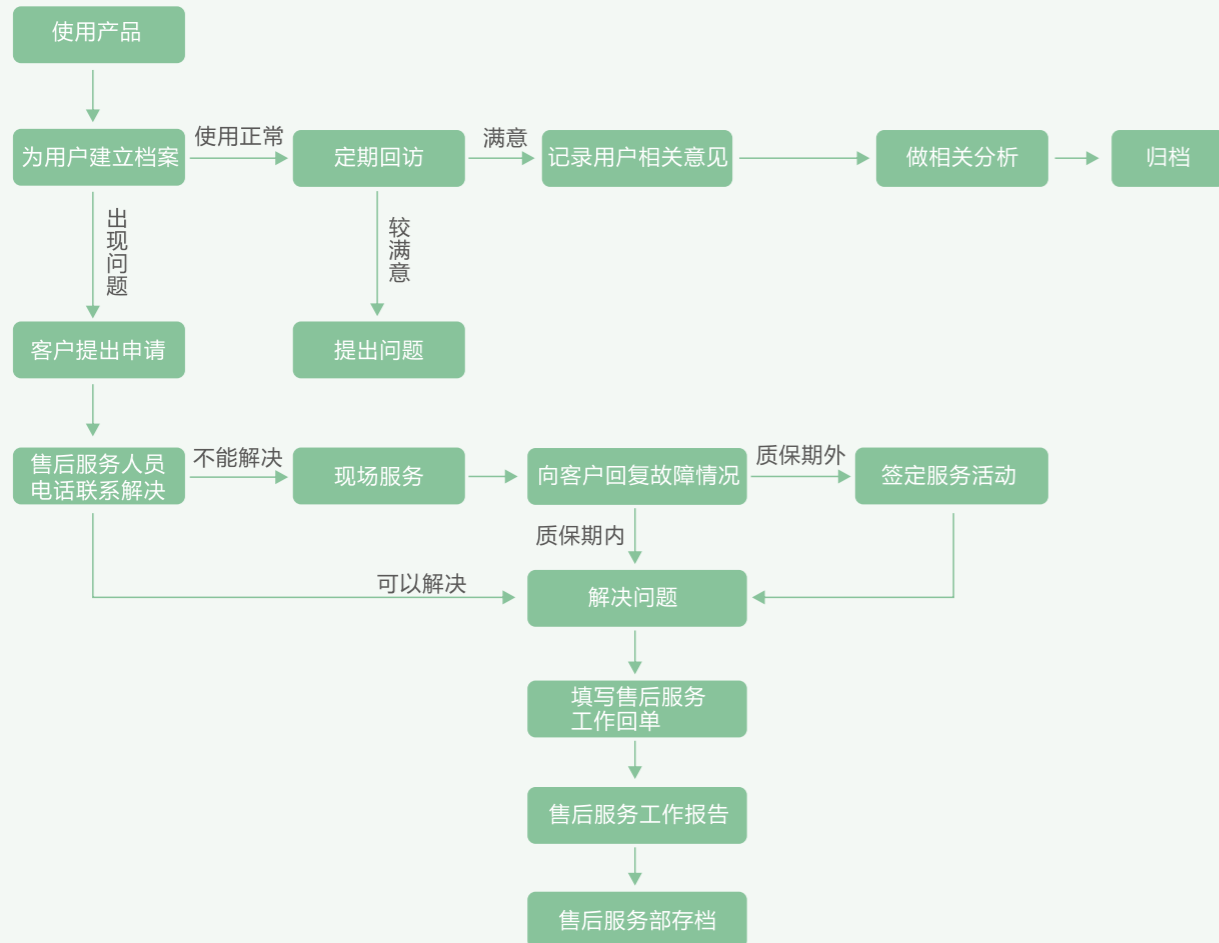 使用产品
使用正常
满意
为用户建立档案
定期回访
记录用户相关意见
做相关分析
归档
出现问题
较满意
客户提出申请
提出问题
售后服务人员
电话联系解决
不能解决
现场服务
向客户回复故障情况
质保期外
签定服务活动
质保期内
可以解决
解决问题
填写售后服务
工作回单
售后服务工作报告
售后服务部存档